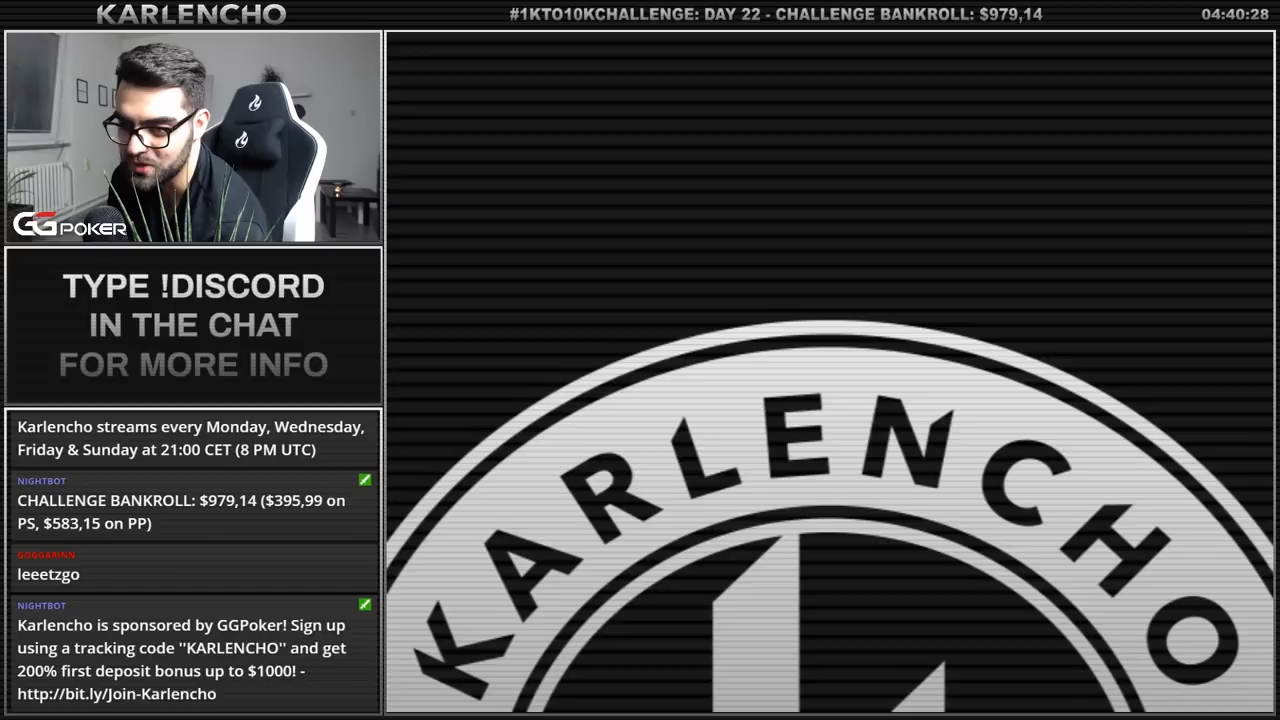 KARLENCHO
#1KTO10KCHALLENGE: DAY 22 - CHALLENGE BANKROLL: $979,14
04:40:28
GGPOKER
TYPE !DISCORD
IN THE CHAT
FOR MORE INFO
Karlencho streams every Monday, Wednesday,
Friday & Sunday at 21:00 CET (8 PM UTC)
NIGHTBOT
CHALLENGE BANKROLL: $979,14 ($395,99 on
PS, $583,15 on PP)
GOGGARINN
leeetzgo
NIGHTBOT
Karlencho is sponsored by GGPoker! Sign up
using a tracking code "KARLENCHO" and get
200% first deposit bonus up to $1000! -
http://bit.ly/Join-Karlencho
KARLENCHO